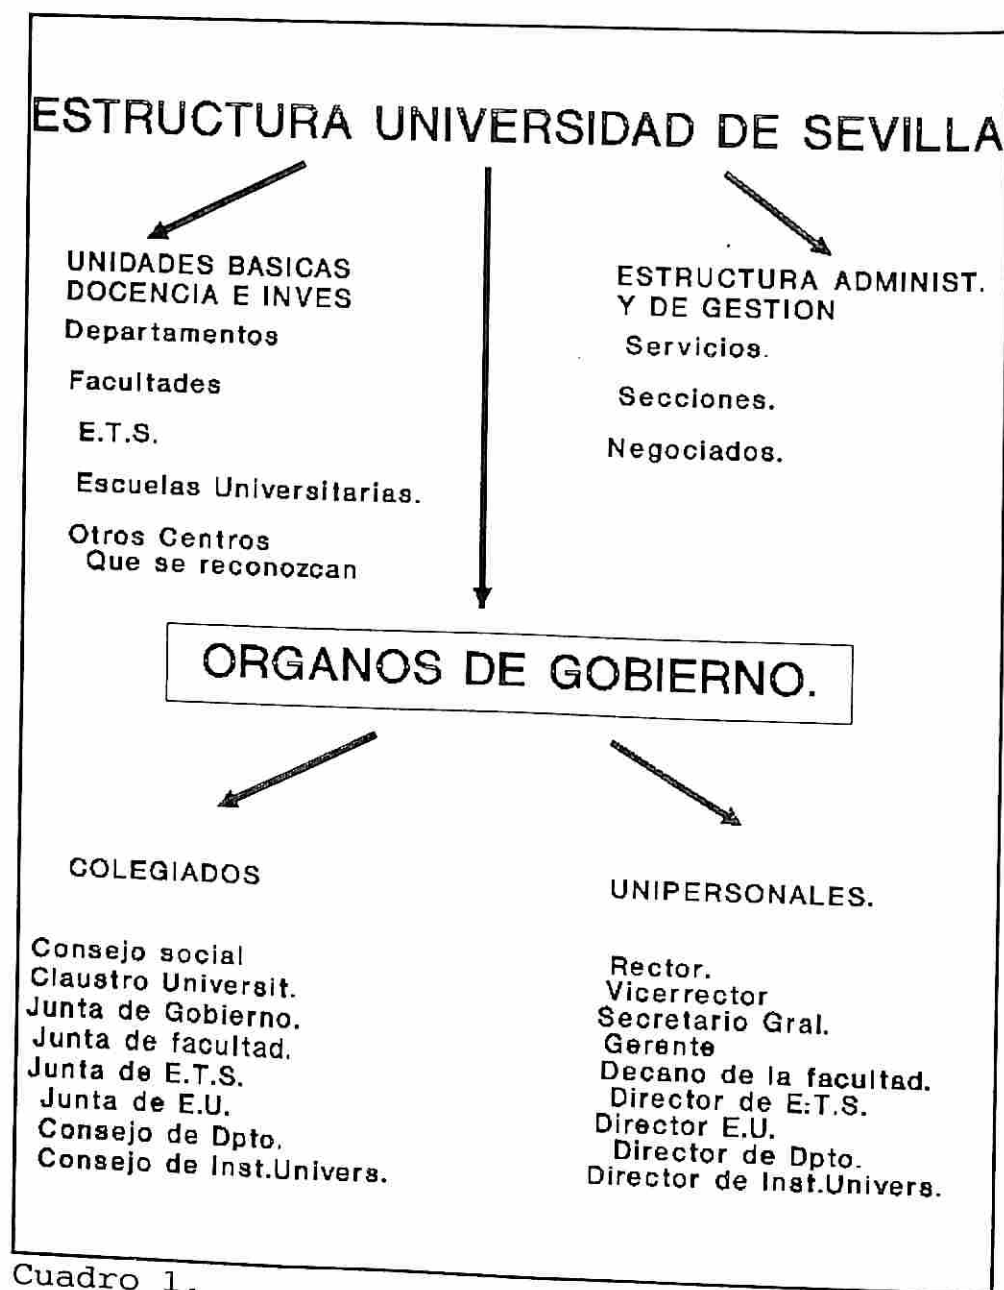 ESTRUCTURA UNIVERSIDAD DE SEVILLA
UNIDADES BASICAS
DOCENCIA E INVES
Departamentos
Facultades
E.T.S.
Escuelas Universitarias.
Otros Centros
Que se reconozcan
ESTRUCTURA ADMINIST.
Y DE GESTION
Servicios.
Secciones.
Negociados.
ORGANOS DE GOBIERNO.
COLEGIADOS
Consejo social
Claustro Universit.
Junta de Gobierno.
Junta de facultad.
Junta de E.T.S.
Junta de E.U.
Consejo de Dpto.
Consejo de Inst.Univers.
UNIPERSONALES.
Rector.
Vicerrector
Secretario Gral.
Gerente
Decano de la facultad.
Director de E.T.S.
Director E.U.
Director de Dpto.
Director de Inst.Univers.
Cuadro 1.